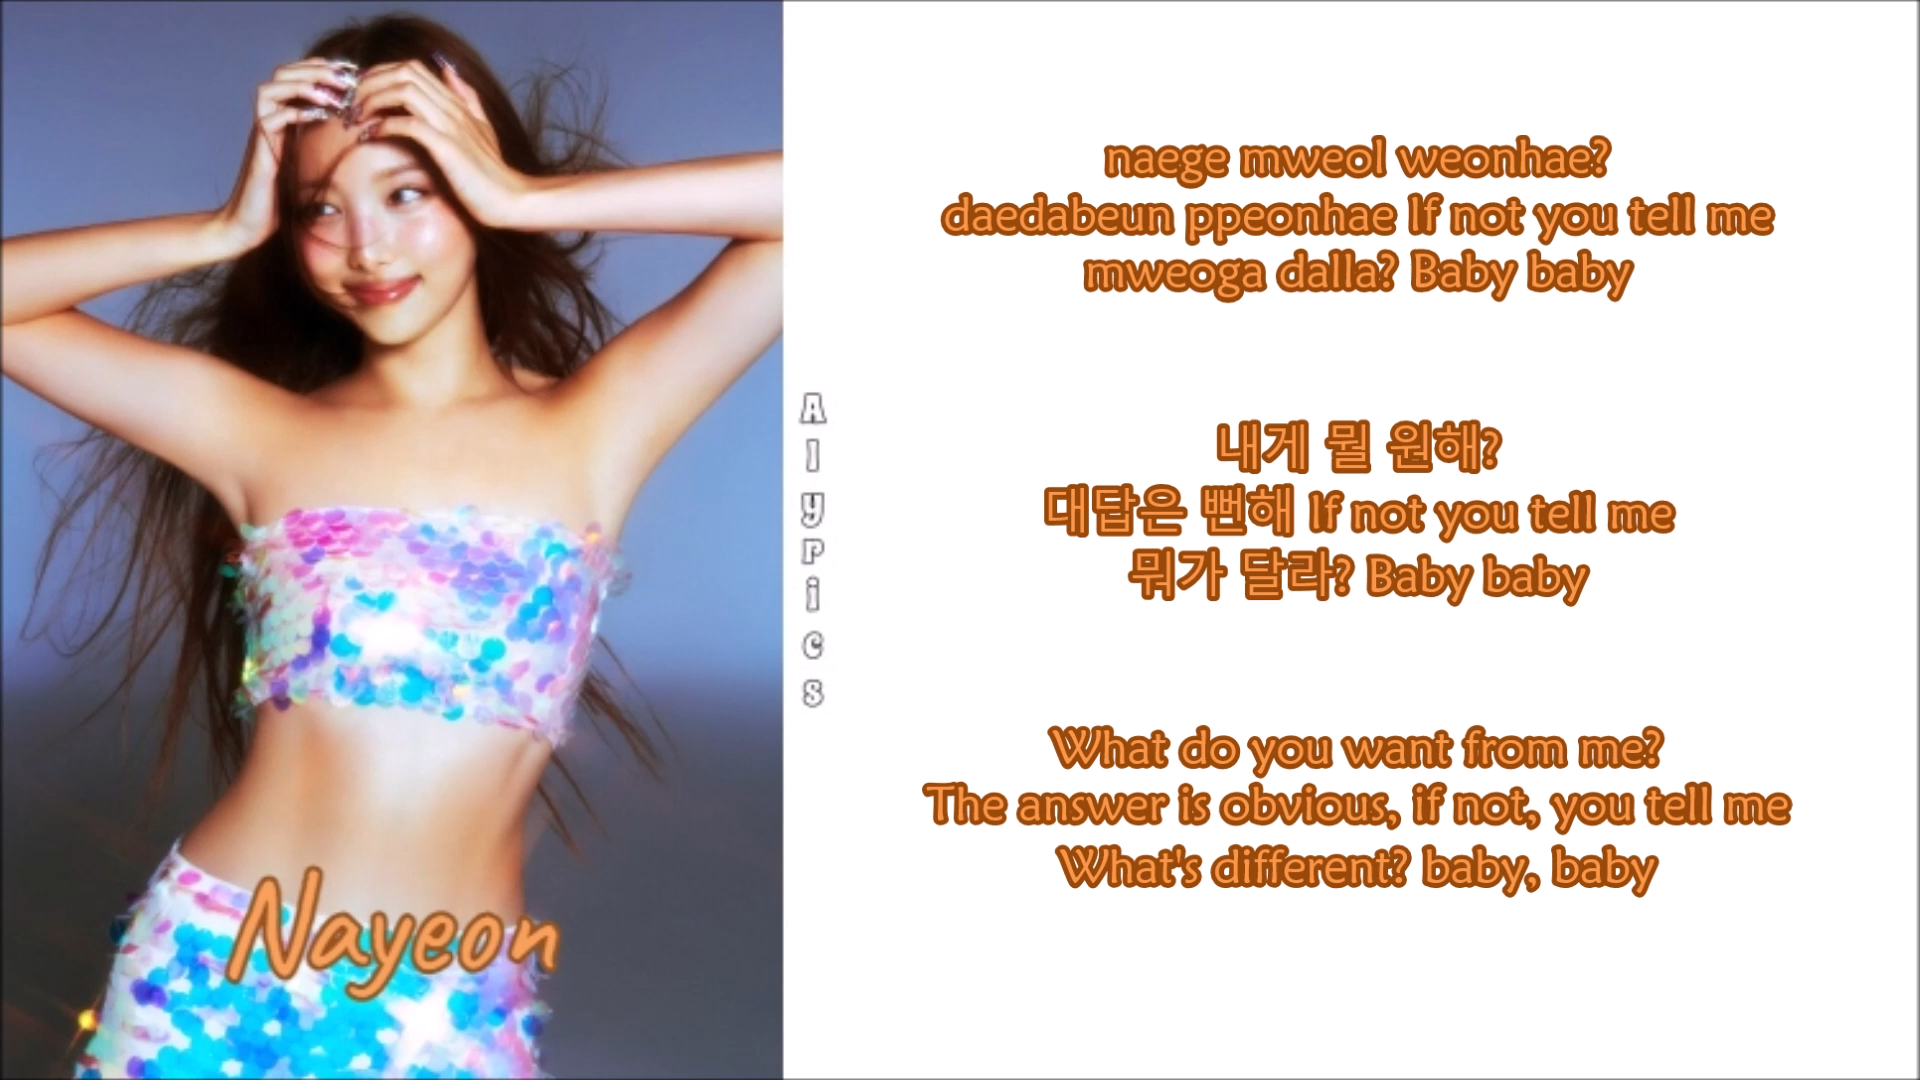 Nayeon
Alyrics
naege mweol weonhae?
daedabeun ppeonhae If not you tell me
mweoga dalla? Baby baby
내게 뭘 원해?
대답은 뻔해 If not you tell me
뭐가 달라? Baby baby
What do you want from me?
The answer is obvious, if not, you tell me
What's different? baby, baby